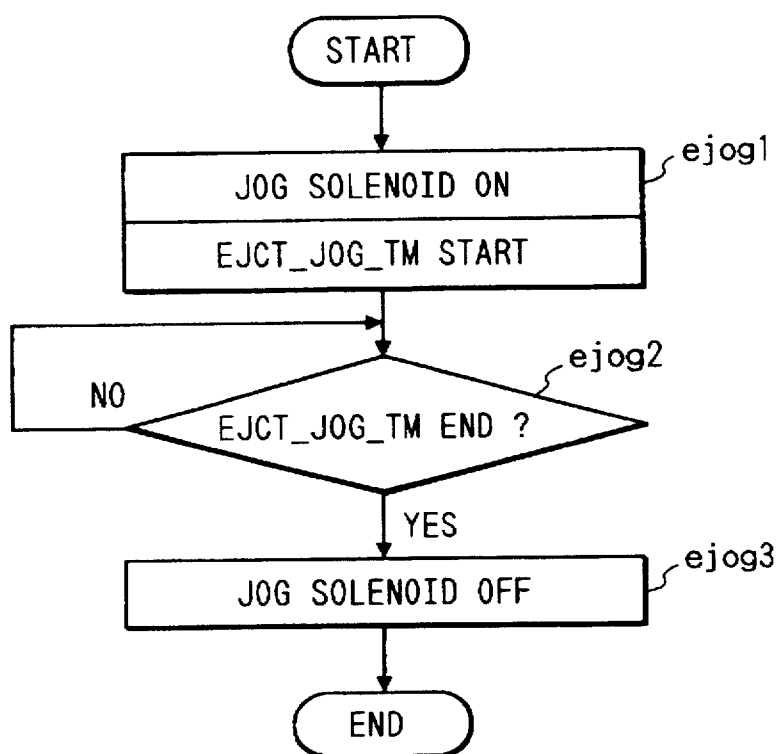 START
ejog1
JOG SOLENOID ON
EJCT_JOG_TM START
ejog2
NO
EJCT_JOG_TM END ?
YES
ejog3
JOG SOLENOID OFF
END